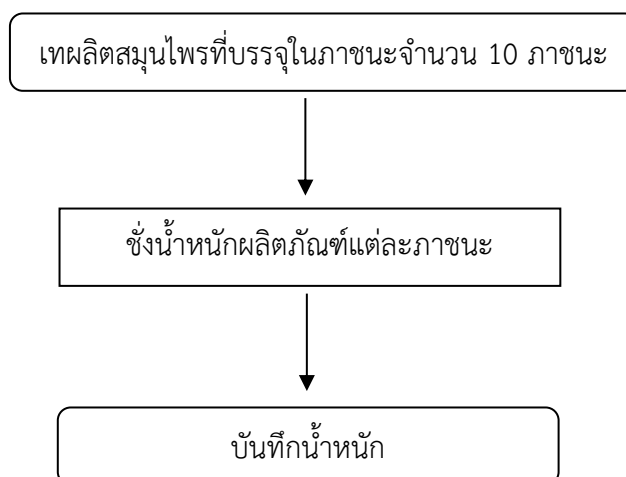 เทผลิตสมุนไพรที่บรรจุในภาชนะจำนวน 10 ภาชนะ
ชั่งน้ำหนักผลิตภัณฑ์แต่ละภาชนะ
บันทึกน้ำหนัก